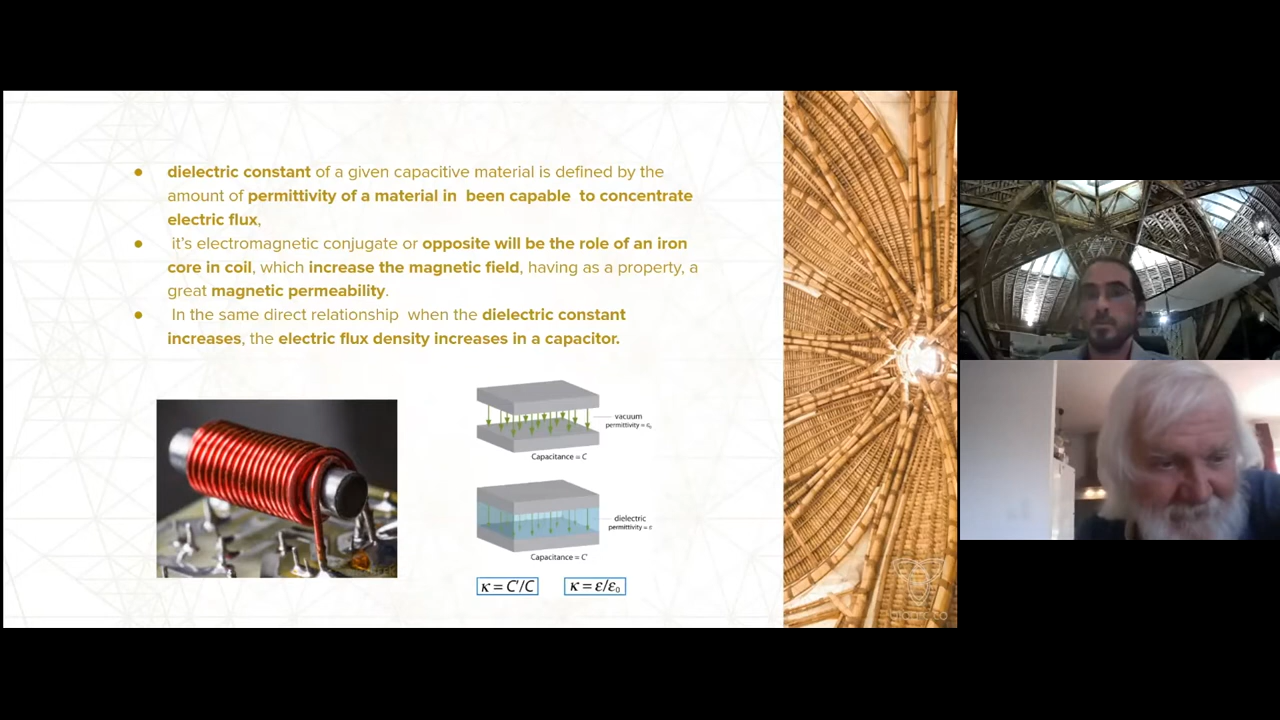 dielectric constant of a given capacitive material is defined by the
amount of permittivity of a material in been capable to concentrate
electric flux,
it's electromagnetic conjugate or opposite will be the role of an iron
core in coil, which increase the magnetic field, having as a property, a
great magnetic permeability.
In the same direct relationship when the dielectric constant
increases, the electric flux density increases in a capacitor.
vacuum
permittivity = ε₀
Capacitance = C
dielectric
permittivity = ε
Capacitance = C'
κ = C'/C
κ = ε/ε₀